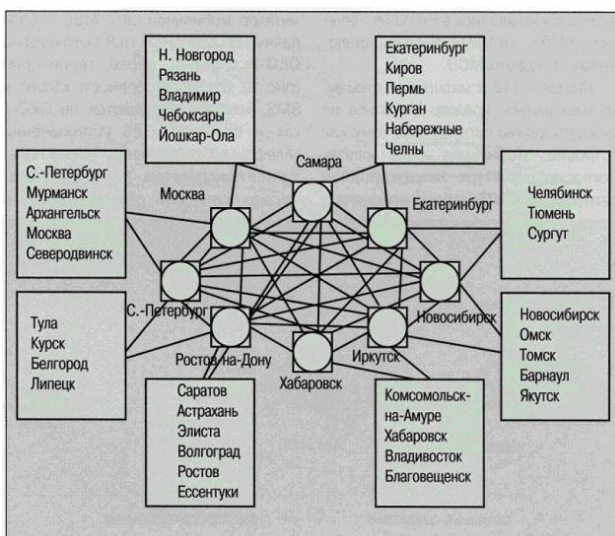 Н. Новгород
Рязань
Владимир
Чебоксары
Йошкар-Ола
Екатеринбург
Киров
Пермь
Курган
Набережные
Челны
С.-Петербург
Мурманск
Архангельск
Москва
Северодвинск
Москва
Самара
Екатеринбург
Челябинск
Тюмень
Сургут
С.-Петербург
Новосибирск
Тула
Курск
Белгород
Липецк
Ростов-на-Дону
Хабаровск
Иркутск
Новосибирск
Омск
Томск
Барнаул
Якутск
Саратов
Астрахань
Элиста
Волгоград
Ростов
Ессентуки
Комсомольск-
на-Амуре
Хабаровск
Владивосток
Благовещенск